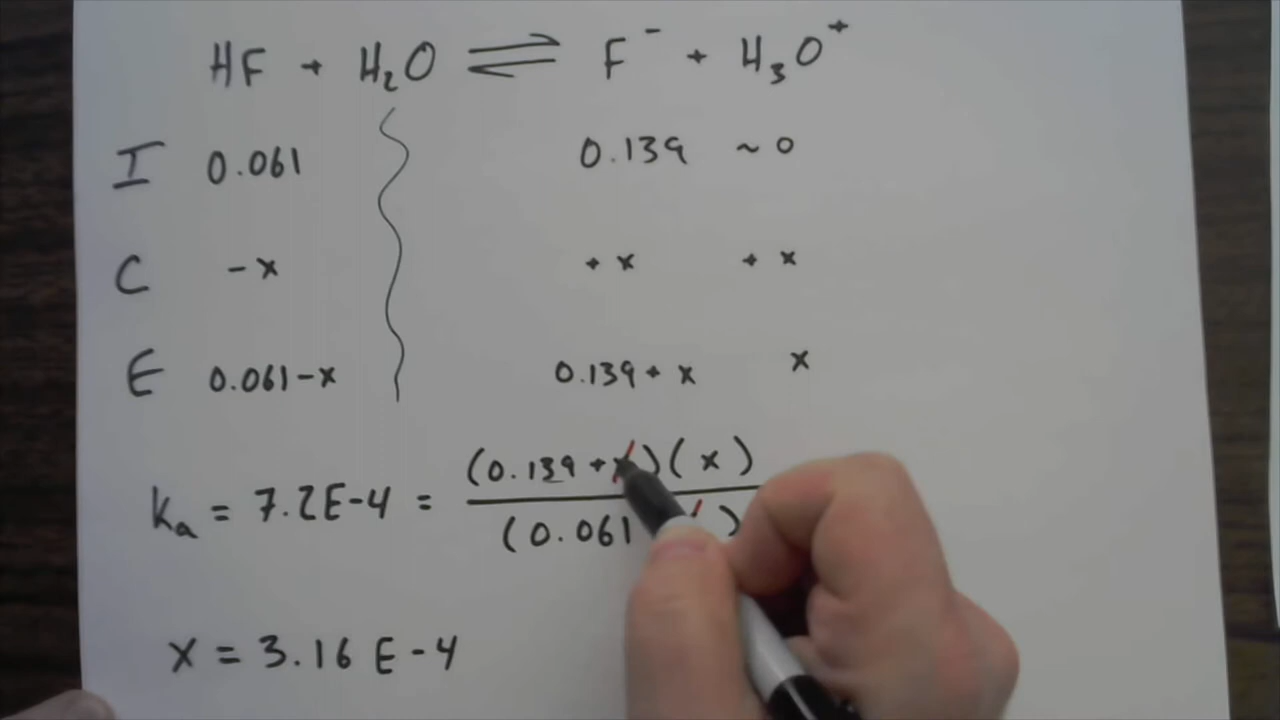 HF + H₂O ⇌ F⁻ + H₃O⁺
I 0.061 0.139 ~0
C -x +x +x
E 0.061-x 0.139+x x
Ka = 7.2E-4 = (0.139+x)(x)
(0.061 )
x = 3.16E-4